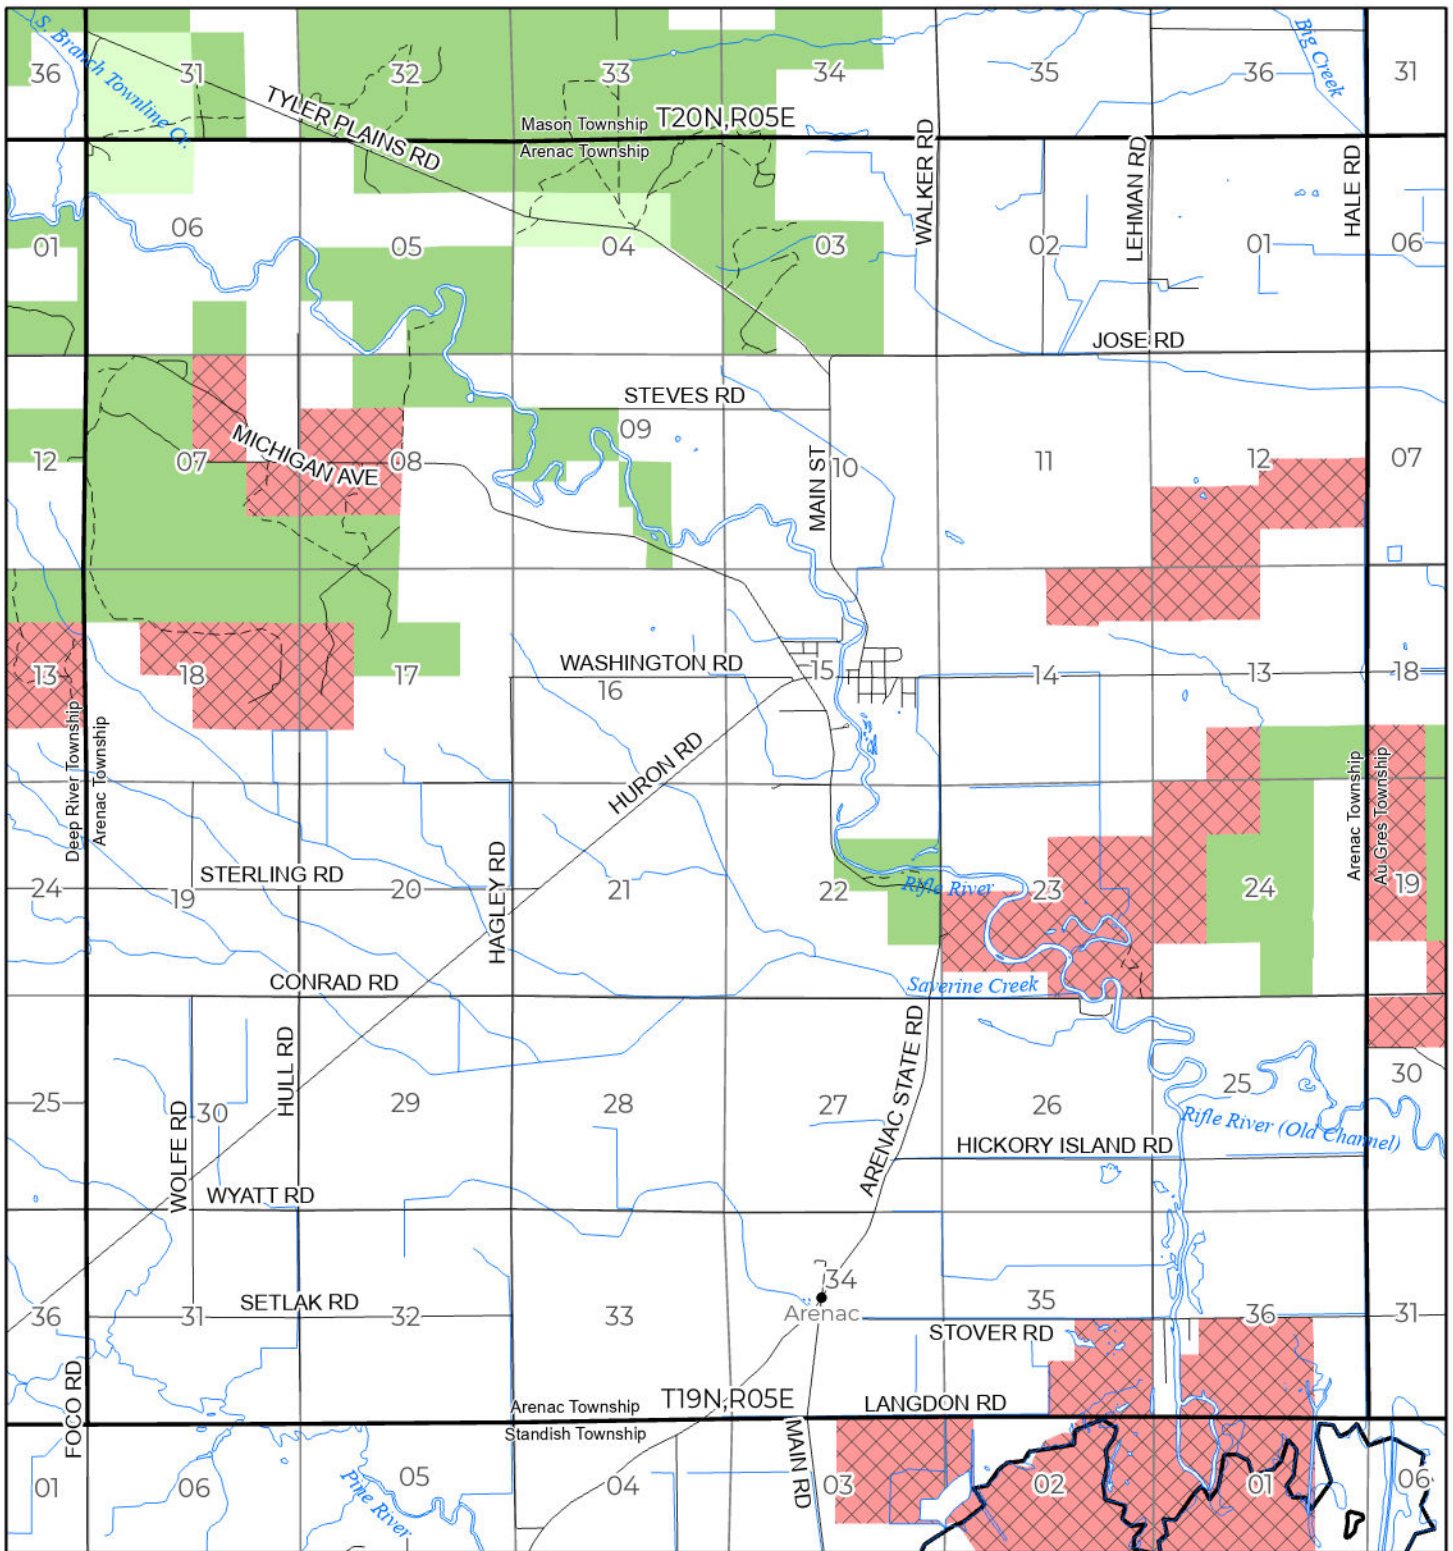 S. Branch Townline Cr.
Big Creek
36
31
32
33
34
35
36
31
TYLER PLAINS RD
Mason Township
T20N,R05E
Arenac Township
WALKER RD
LEHMAN RD
HALE RD
01
06
05
04
03
02
01
06
JOSE RD
STEVES RD
MICHIGAN AVE
MAIN ST
12
07
08
09
10
11
12
07
WASHINGTON RD
13
18
17
16
15
14
13
18
Deep River Township
Arenac Township
HURON RD
Arenac Township
Au Gres Township
STERLING RD
HAGLEY RD
Rifle River
24
19
20
21
22
23
24
19
CONRAD RD
Saverine Creek
HULL RD
WOLFE RD
ARENAC STATE RD
25
30
29
28
27
26
25
30
Rifle River (Old Channel)
HICKORY ISLAND RD
WYATT RD
34
Arenac
SETLAK RD
36
31
32
33
35
36
31
STOVER RD
FOCO RD
T19N,R05E
LANGDON RD
Arenac Township
Standish Township
MAIN RD
01
06
05
04
03
02
01
06
Pine River